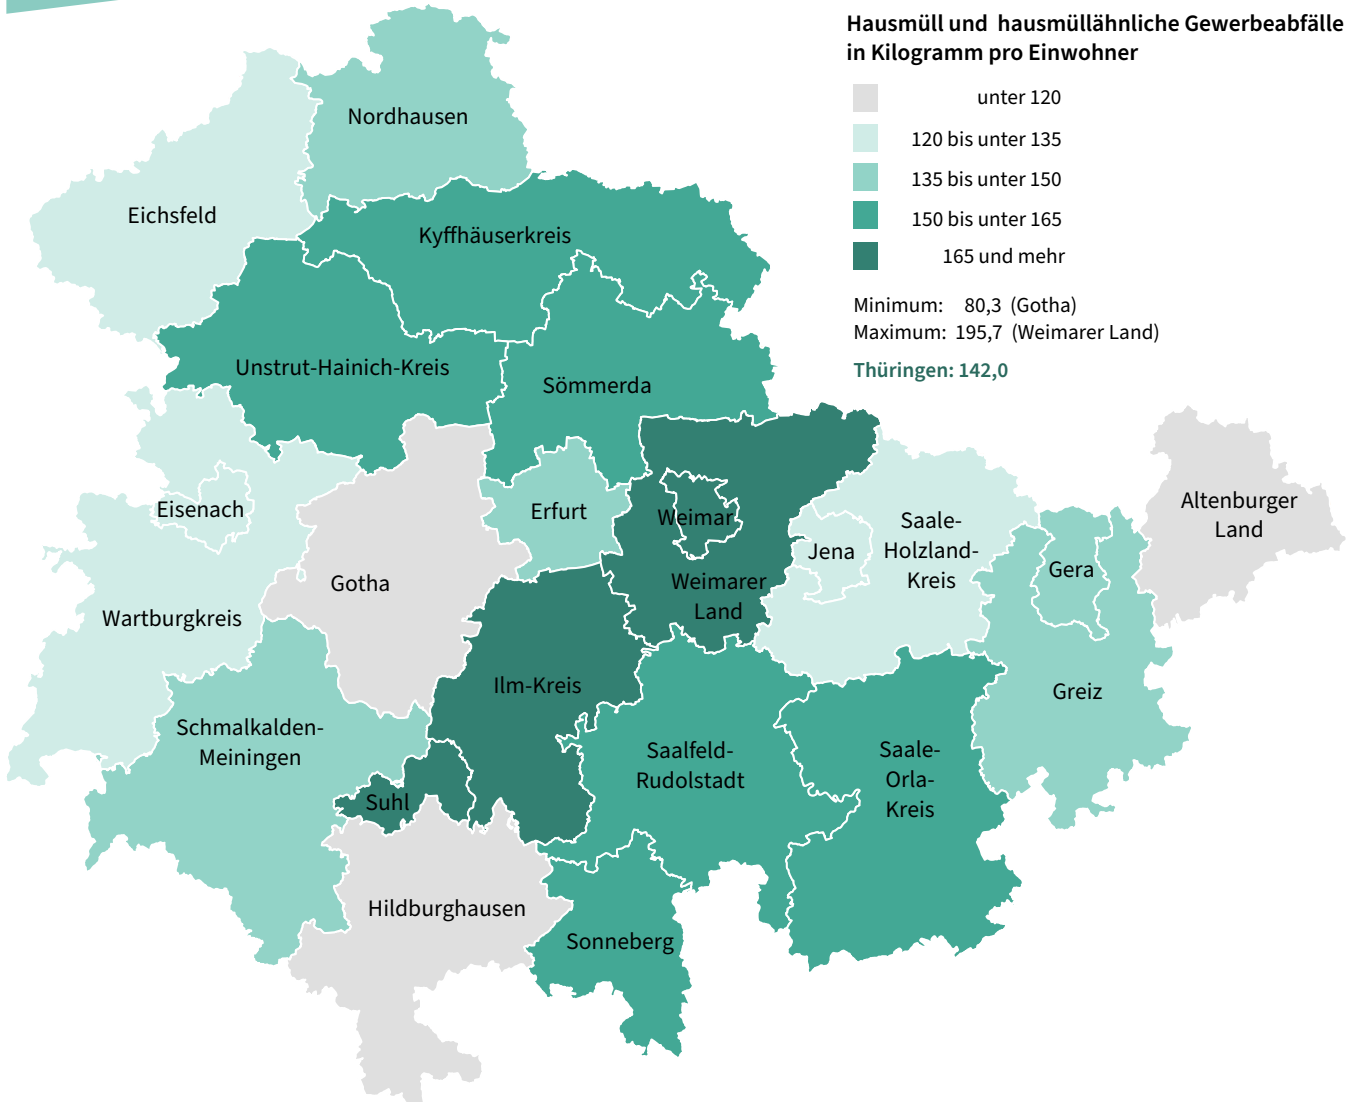 Hausmüll und hausmüllähnliche Gewerbeabfälle
in Kilogramm pro Einwohner
unter 120
120 bis unter 135
135 bis unter 150
150 bis unter 165
165 und mehr
Minimum: 80,3 (Gotha)
Maximum: 195,7 (Weimarer Land)
Thüringen: 142,0
Nordhausen
Eichsfeld
Kyffhäuserkreis
Unstrut-Hainich-Kreis
Sömmerda
Eisenach
Erfurt
Weimar
Jena
Saale-
Holzland-
Kreis
Altenburger
Land
Gotha
Weimarer
Land
Gera
Wartburgkreis
Ilm-Kreis
Greiz
Schmalkalden-
Meiningen
Saalfeld-
Rudolstadt
Saale-
Orla-
Kreis
Suhl
Hildburghausen
Sonneberg